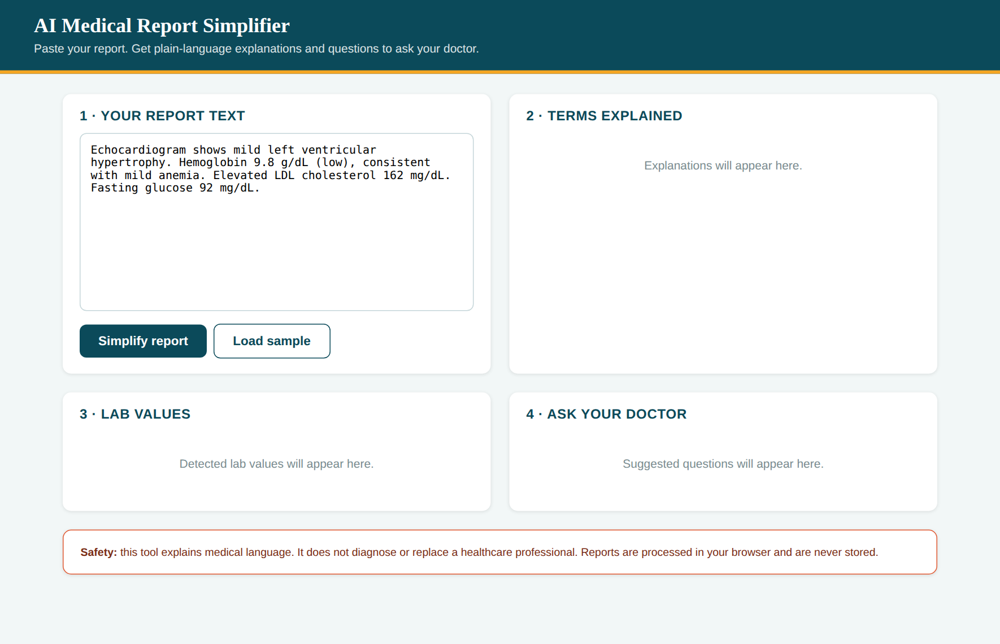 AI Medical Report Simplifier
Paste your report. Get plain-language explanations and questions to ask your doctor.
1 · YOUR REPORT TEXT
Echocardiogram shows mild left ventricular
hypertrophy. Hemoglobin 9.8 g/dL (low), consistent
with mild anemia. Elevated LDL cholesterol 162 mg/dL.
Fasting glucose 92 mg/dL.
Simplify report
Load sample
2 · TERMS EXPLAINED
Explanations will appear here.
3 · LAB VALUES
Detected lab values will appear here.
4 · ASK YOUR DOCTOR
Suggested questions will appear here.
Safety: this tool explains medical language. It does not diagnose or replace a healthcare professional. Reports are processed in your browser and are never stored.